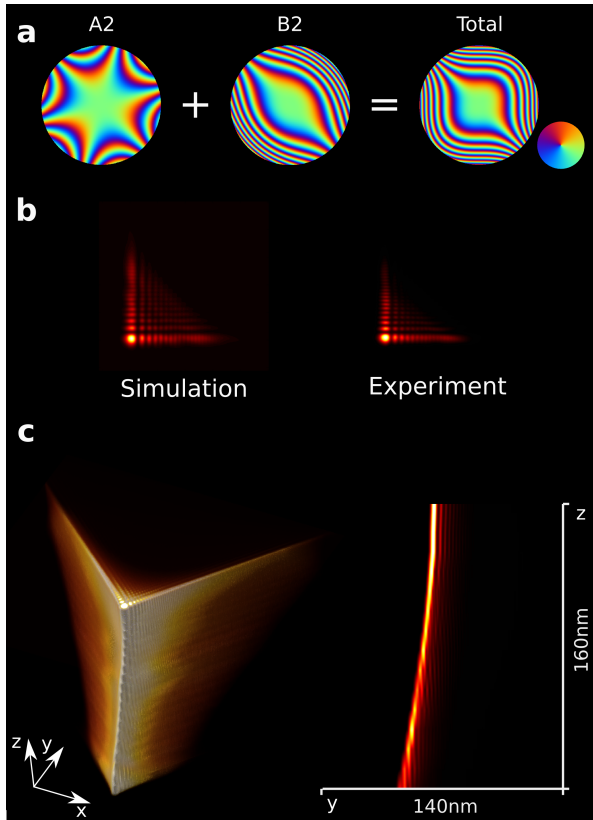 a
A2
B2
Total
+
=
b
Simulation
Experiment
c
z
160nm
z
y
x
y
140nm